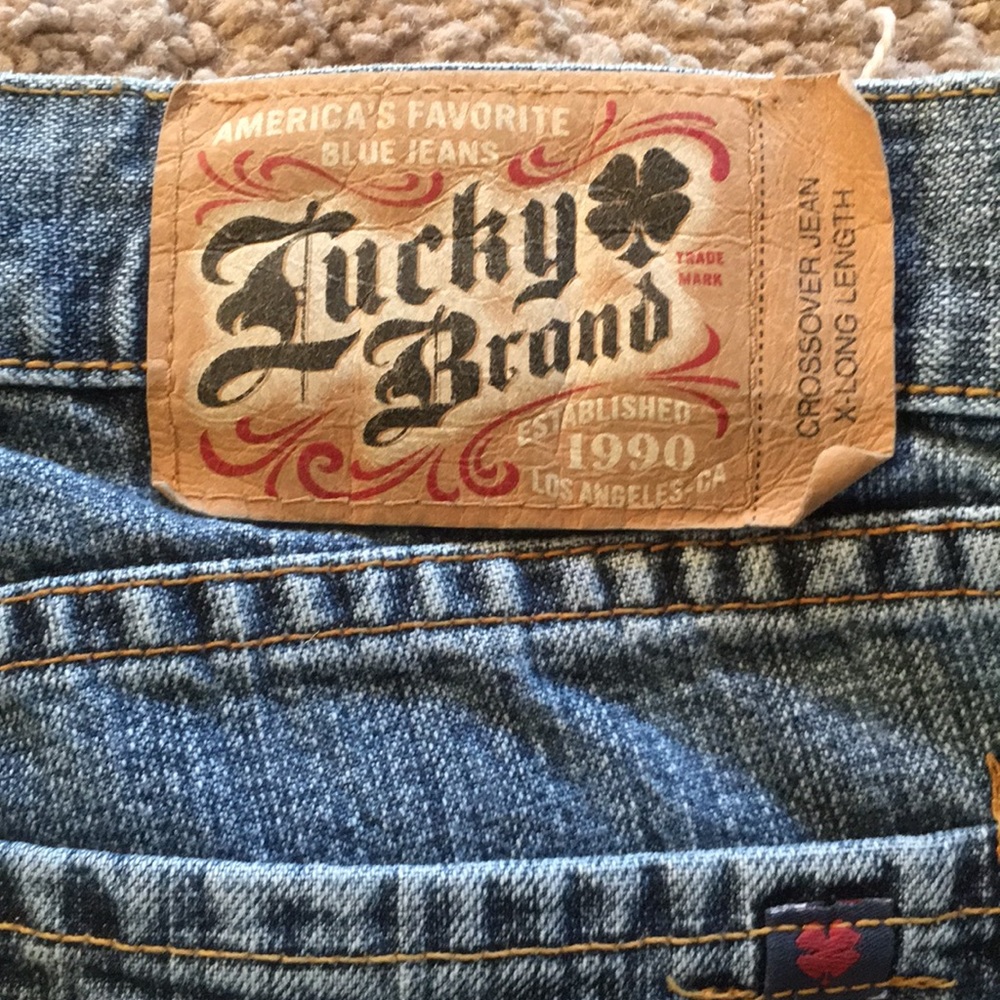 AMERICA'S FAVORITE
BLUE JEANS
Lucky
Brand
TRADE
MARK
ESTABLISHED
1990
LOS ANGELES-CA
CROSSOVER JEAN
X-LONG LENGTH